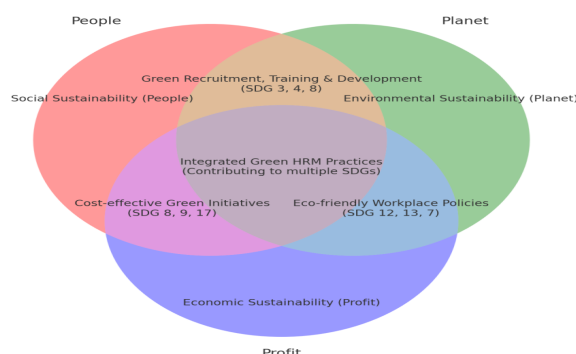 People
Planet
Green Recruitment, Training & Development
(SDG 3, 4, 8)
Social Sustainability (People)
Environmental Sustainability (Planet)
Integrated Green HRM Practices
(Contributing to multiple SDGs)
Cost-effective Green Initiatives
(SDG 8, 9, 17)
Eco-friendly Workplace Policies
(SDG 12, 13, 7)
Economic Sustainability (Profit)
Profit